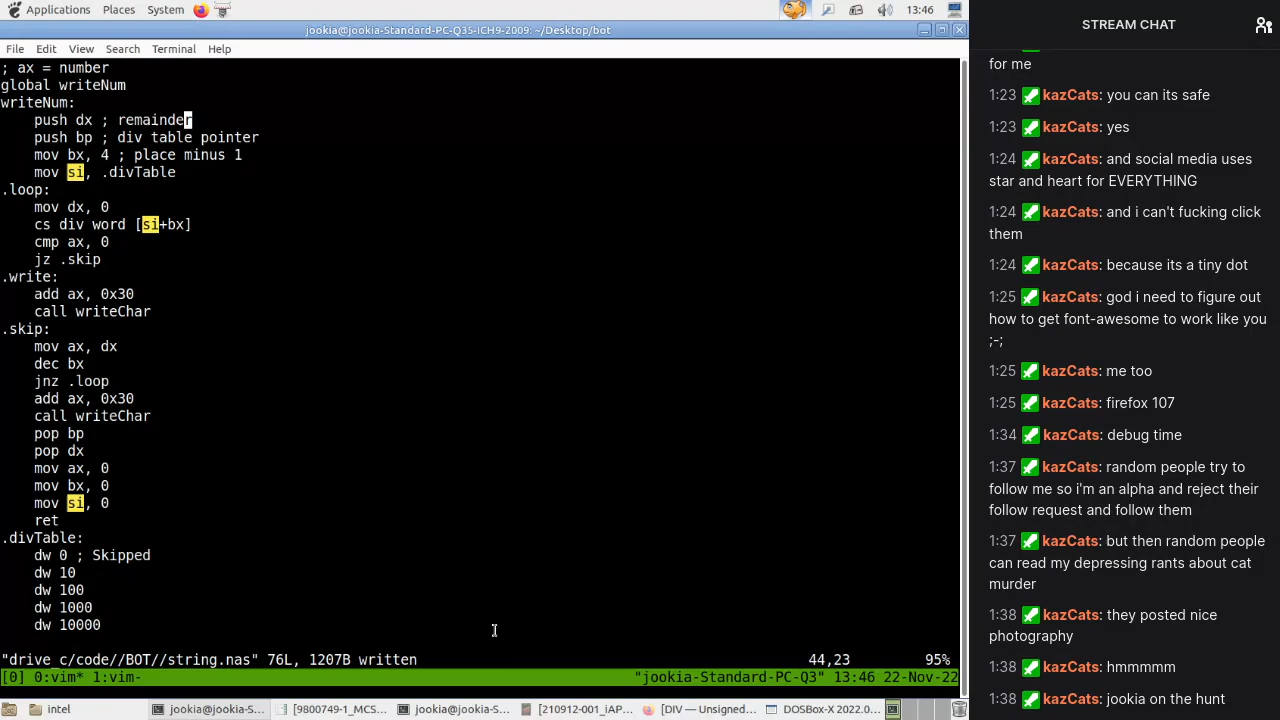 Applications Places System 13:46
jookia@jookia-Standard-PC-Q35-ICH9-2009: ~/Desktop/bot
File Edit View Search Terminal Help
; ax = number
global writeNum
writeNum:
push dx ; remainder
push bp ; div table pointer
mov bx, 4 ; place minus 1
mov si, .divTable
.loop:
mov dx, 0
cs div word [si+bx]
cmp ax, 0
jz .skip
.write:
add ax, 0x30
call writeChar
.skip:
mov ax, dx
dec bx
jnz .loop
add ax, 0x30
call writeChar
pop bp
pop dx
mov ax, 0
mov bx, 0
mov si, 0
ret
.divTable:
dw 0 ; Skipped
dw 10
dw 100
dw 1000
dw 10000
"drive_c/code//BOT//string.nas" 76L, 1207B written 44,23 95%
[0] 0:vim* 1:vim- "jookia-Standard-PC-Q3" 13:46 22-Nov-22
intel jookia@jookia-S... [9800729-1_MCS... jookia@jookia-S... [210912-001_iAP... [DIV — Unsigned... DOSBox-X 2022.0...
STREAM CHAT
for me
1:23 kazCats: you can its safe
1:23 kazCats: yes
1:24 kazCats: and social media uses
star and heart for EVERYTHING
1:24 kazCats: and i can't fucking click
them
1:24 kazCats: because its a tiny dot
1:25 kazCats: god i need to figure out
how to get font-awesome to work like you
;-;
1:25 kazCats: me too
1:25 kazCats: firefox 107
1:34 kazCats: debug time
1:37 kazCats: random people try to
follow me so i'm an alpha and reject their
follow request and follow them
1:37 kazCats: but then random people
can read my depressing rants about cat
murder
1:38 kazCats: they posted nice
photography
1:38 kazCats: hmmmmm
1:38 kazCats: jookia on the hunt